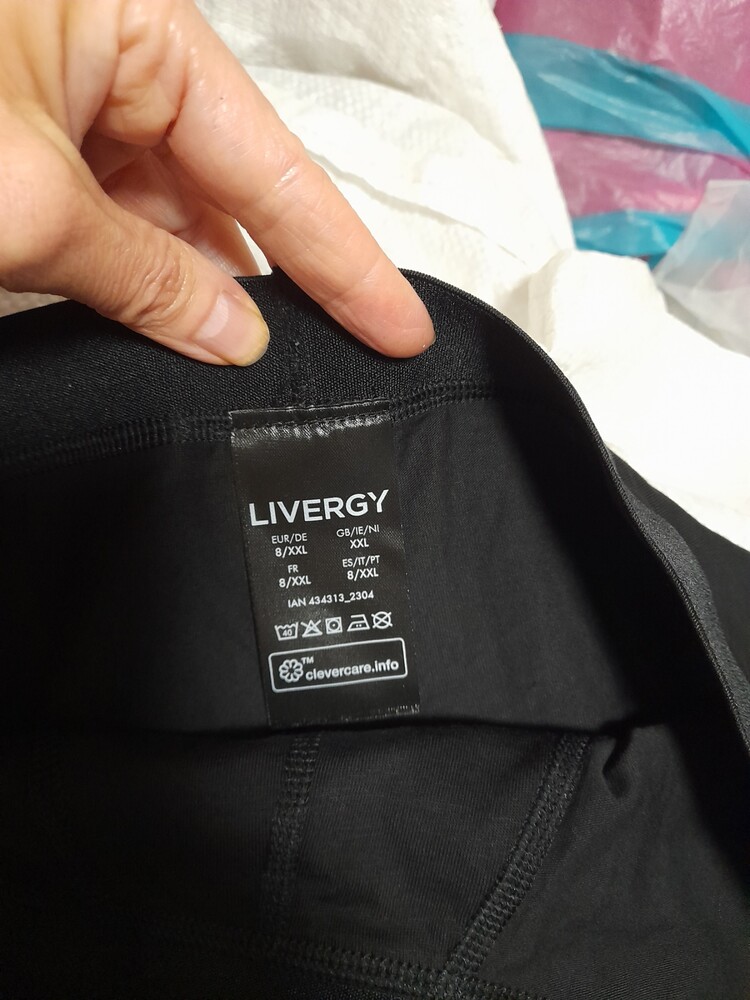 LIVERGY
EUR/DE GB/IE/NI
8/XXL XXL
FR ES/IT/PT
8/XXL 8/XXL
IAN 434313_2304
40
TM
clevercare.info